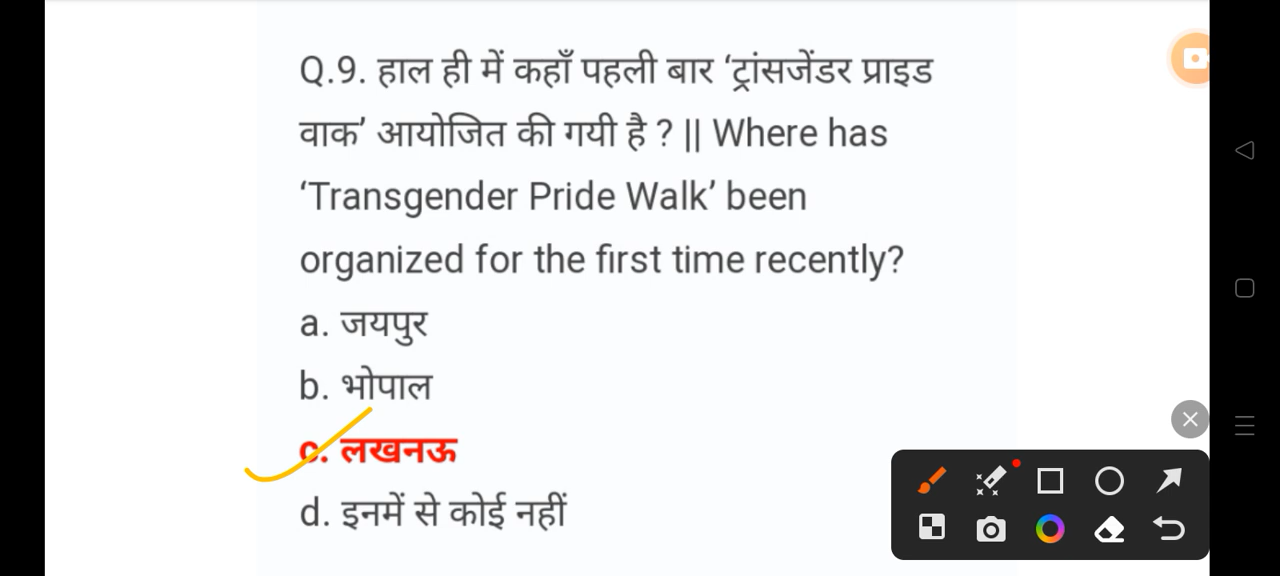 Q.9. हाल ही में कहाँ पहली बार ‘ट्रांसजेंडर प्राइड
वाक’ आयोजित की गयी है ? || Where has
‘Transgender Pride Walk’ been
organized for the first time recently?
a. जयपुर
b. भोपाल
c. लखनऊ
d. इनमें से कोई नहीं